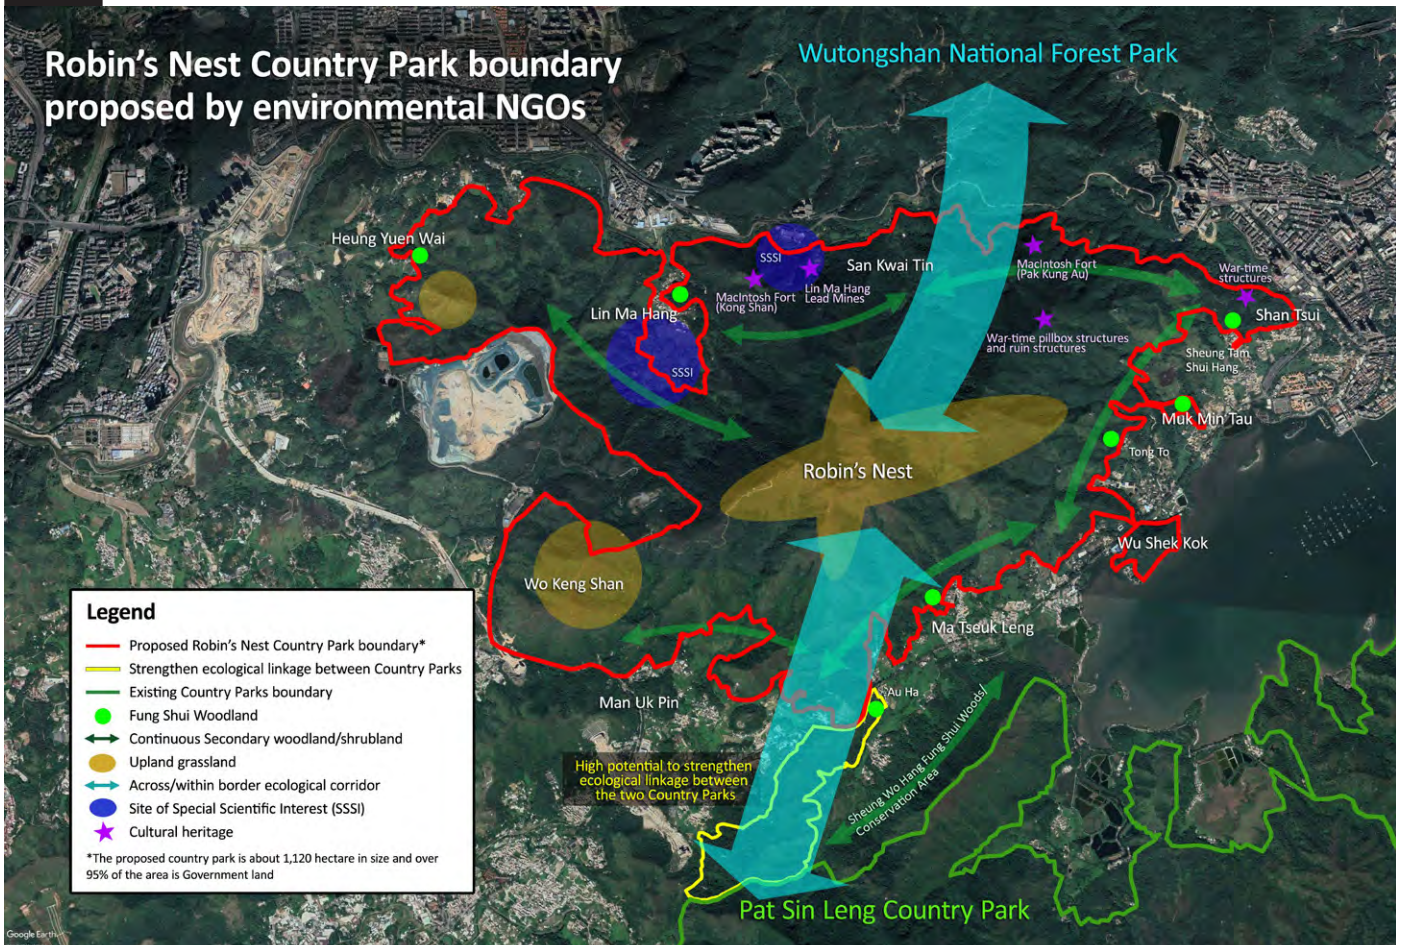 Robin's Nest Country Park boundary
proposed by environmental NGOs
Wutongshan National Forest Park
Heung Yuen Wai
SSSI
San Kwai Tin
MacIntosh Fort
(Pak Kung Au)
War-time
structures
Lin Ma Hang
Lead Mines
MacIntosh Fort
(Kong Shan)
Lin Ma Hang
Shan Tsui
War-time pillbox structures
and ruin structures
Sheung Tam
Shui Hang
SSSI
Muk Min Tau
Tong To
Robin's Nest
Wu Shek Kok
Wo Keng Shan
Ma Tseuk Leng
Au Ha
Man Uk Pin
High potential to strengthen
ecological linkage between
the two Country Parks
Sheung Wo Hang Fung Shui Woods/
Conservation Area
Pat Sin Leng Country Park
Legend
Proposed Robin's Nest Country Park boundary*
Strengthen ecological linkage between Country Parks
Existing Country Parks boundary
Fung Shui Woodland
Continuous Secondary woodland/shrubland
Upland grassland
Across/within border ecological corridor
Site of Special Scientific Interest (SSSI)
Cultural heritage
*The proposed country park is about 1,120 hectare in size and over
95% of the area is Government land
Google Earth